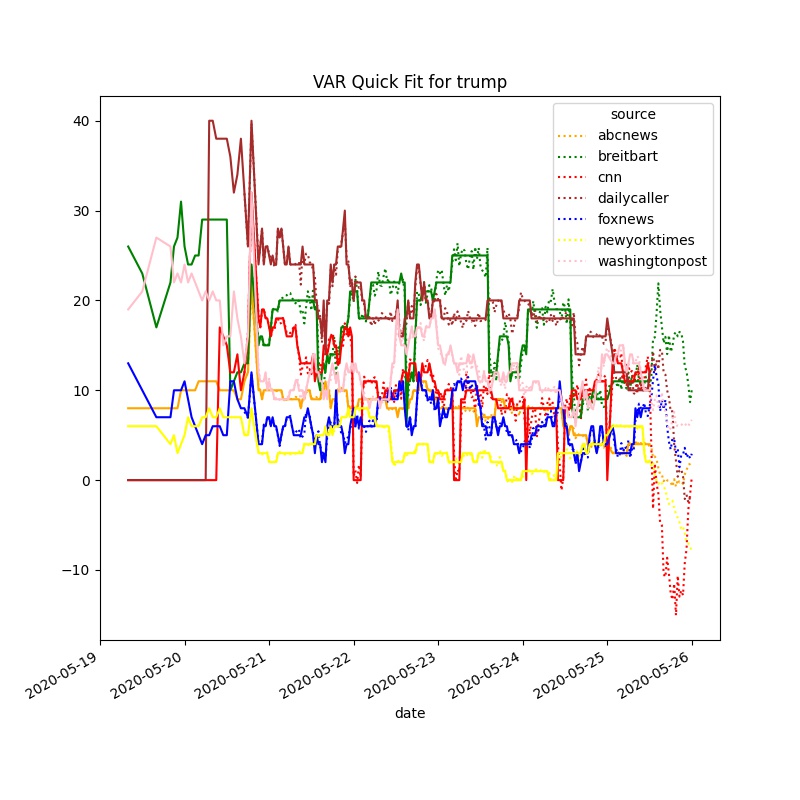 VAR Quick Fit for trump
source
abcnews
breitbart
cnn
dailycaller
foxnews
newyorktimes
washingtonpost
40
30
20
10
0
−10
2020-05-19
2020-05-20
2020-05-21
2020-05-22
2020-05-23
2020-05-24
2020-05-25
2020-05-26
date